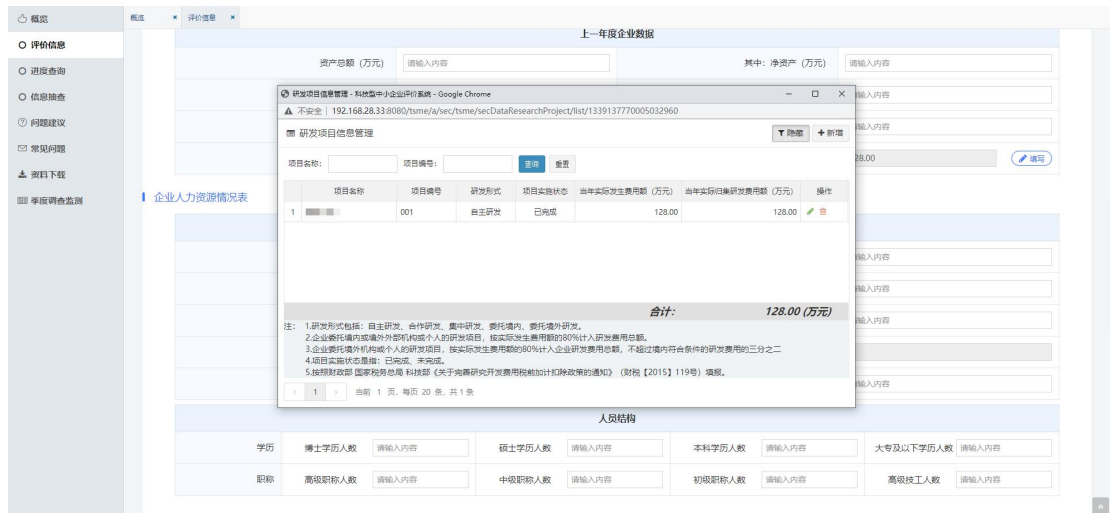 概览
评价信息
进度查询
信息抽查
问题建议
常见问题
资料下载
季度调查监测
概览 × 评价信息 ×
上一年度企业数据
资产总额（万元） 请输入内容 其中：净资产（万元） 请输入内容
请输入内容
请输入内容
28.00 填写
企业人力资源情况表
请输入内容
请输入内容
请输入内容
请输入内容
研发项目信息管理 - 科技型中小企业评价系统 - Google Chrome
不安全 | 192.168.28.33:8080/tsme/a/sec/tsme/secDataResearchProject/list/1339137770005032960
研发项目信息管理 隐藏 +新增
项目名称： 项目编号： 查询 重置
项目名称 项目编号 研发形式 项目实施状态 当年实际发生费用额（万元） 当年实际归集研发费用额（万元） 操作
1 001 自主研发 已完成 128.00 128.00
合计： 128.00 (万元)
注： 1.研发形式包括：自主研发、合作研发、集中研发、委托境内、委托境外研发。
2.企业委托境内或境外外部机构或个人的研发项目，按实际发生费用额的80%计入研发费用总额。
3.企业委托境外机构或个人的研发项目，按实际发生费用额的80%计入企业研发费用总额，不超过境内符合条件的研发费用的三分之二
4.项目实施状态是指：已完成、未完成。
5.按照财政部 国家税务总局 科技部《关于完善研究开发费用税前加计扣除政策的通知》（财税【2015】119号）填报。
< 1 > 当前 1 页，每页 20 条，共 1 条
人员结构
学历 博士学历人数 请输入内容 硕士学历人数 请输入内容 本科学历人数 请输入内容 大专及以下学历人数 请输入内容
职称 高级职称人数 请输入内容 中级职称人数 请输入内容 初级职称人数 请输入内容 高级技工人数 请输入内容